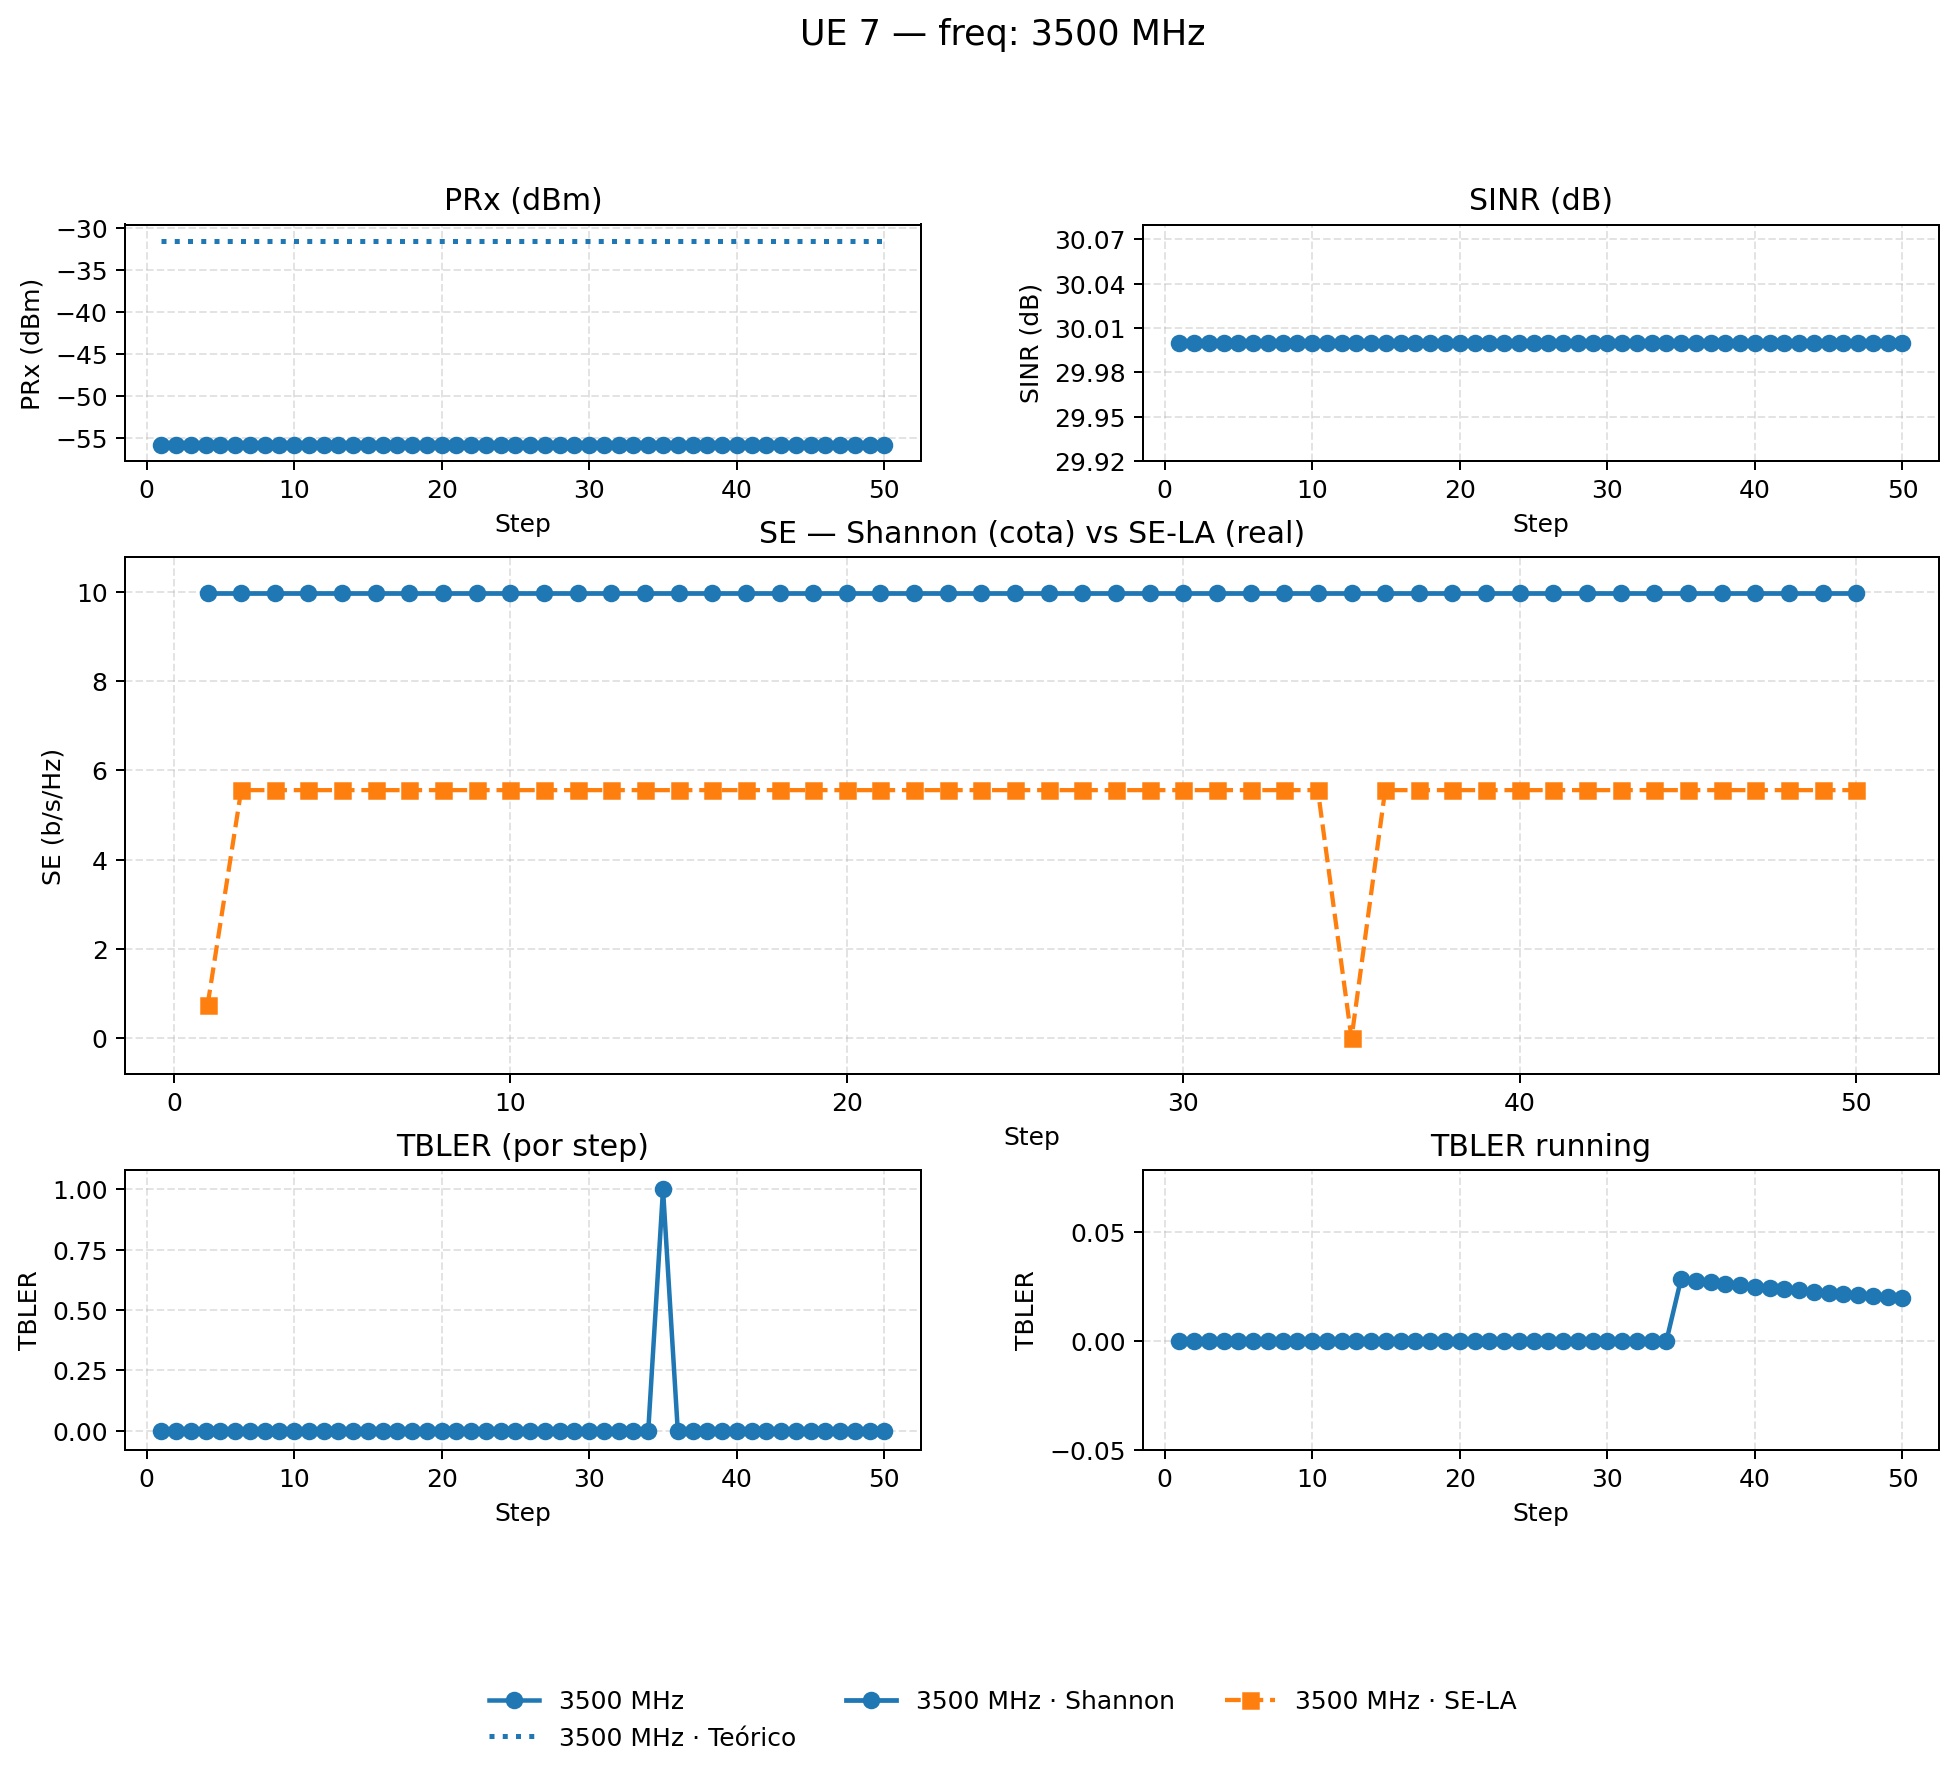 UE 7 — freq: 3500 MHz
PRx (dBm)
PRx (dBm)
−30
−35
−40
−45
−50
−55
0 10 20 30 40 50
Step
SINR (dB)
SINR (dB)
30.07
30.04
30.01
29.98
29.95
29.92
0 10 20 30 40 50
Step
SE — Shannon (cota) vs SE-LA (real)
SE (b/s/Hz)
10
8
6
4
2
0
0 10 20 30 40 50
Step
TBLER (por step)
TBLER
1.00
0.75
0.50
0.25
0.00
0 10 20 30 40 50
Step
TBLER running
TBLER
0.05
0.00
−0.05
0 10 20 30 40 50
Step
3500 MHz
3500 MHz · Teórico
3500 MHz · Shannon
3500 MHz · SE-LA